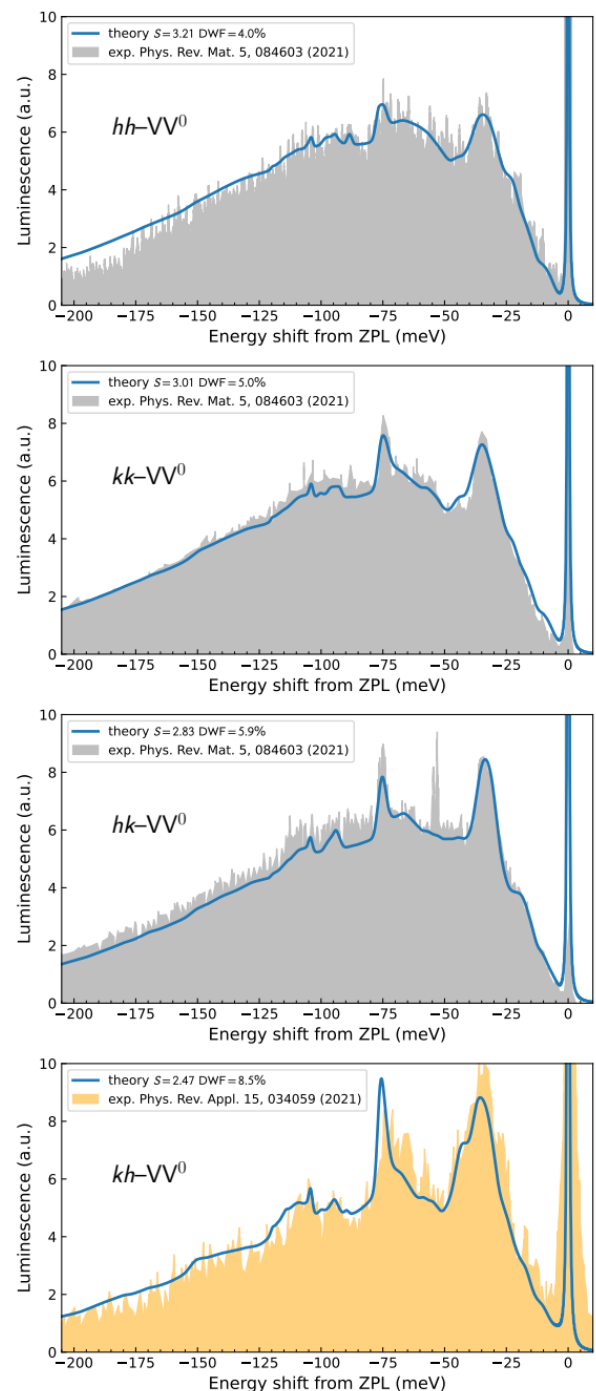 10
theory S=3.21 DWF=4.0%
exp. Phys. Rev. Mat. 5, 084603 (2021)
8
hh–VV⁰
6
4
2
0
Luminescence (a.u.)
−200 −175 −150 −125 −100 −75 −50 −25 0
Energy shift from ZPL (meV)
10
theory S=3.01 DWF=5.0%
exp. Phys. Rev. Mat. 5, 084603 (2021)
8
kk–VV⁰
6
4
2
0
Luminescence (a.u.)
−200 −175 −150 −125 −100 −75 −50 −25 0
Energy shift from ZPL (meV)
10
theory S=2.83 DWF=5.9%
exp. Phys. Rev. Mat. 5, 084603 (2021)
8
hk–VV⁰
6
4
2
0
Luminescence (a.u.)
−200 −175 −150 −125 −100 −75 −50 −25 0
Energy shift from ZPL (meV)
10
theory S=2.47 DWF=8.5%
exp. Phys. Rev. Appl. 15, 034059 (2021)
8
kh–VV⁰
6
4
2
0
Luminescence (a.u.)
−200 −175 −150 −125 −100 −75 −50 −25 0
Energy shift from ZPL (meV)